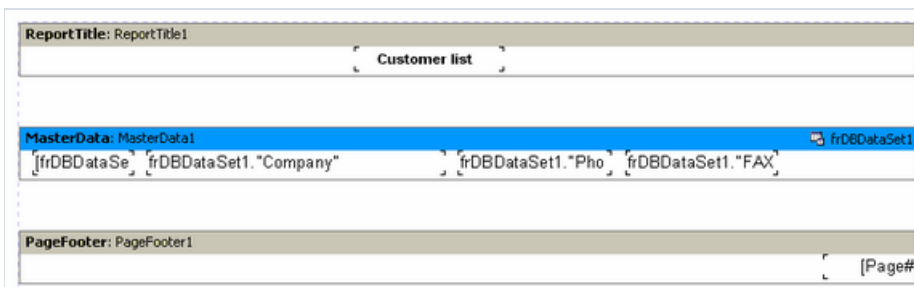 ReportTitle: ReportTitle1
Customer list
MasterData: MasterData1 frDBDataSet1
[frDBDataSe frDBDataSet1."Company" frDBDataSet1."Pho frDBDataSet1."FAX
PageFooter: PageFooter1
[Page#